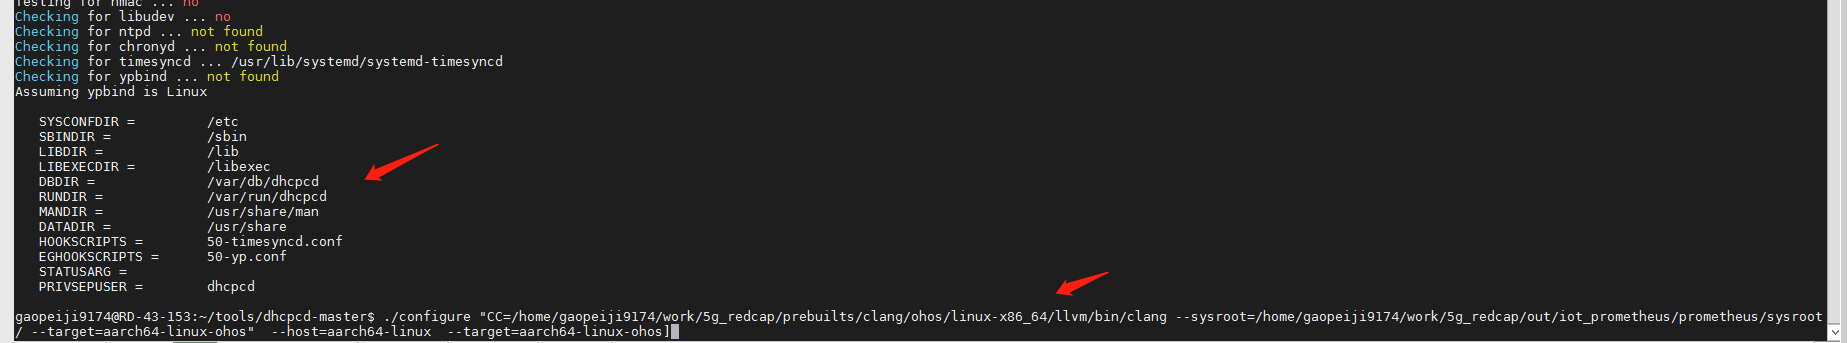 Testing for hmac ... no
Checking for libudev ... no
Checking for ntpd ... not found
Checking for chronyd ... not found
Checking for timesyncd ... /usr/lib/systemd/systemd-timesyncd
Checking for ypbind ... not found
Assuming ypbind is Linux
SYSCONFDIR = /etc
SBINDIR = /sbin
LIBDIR = /lib
LIBEXECDIR = /libexec
DBDIR = /var/db/dhcpcd
RUNDIR = /var/run/dhcpcd
MANDIR = /usr/share/man
DATADIR = /usr/share
HOOKSCRIPTS = 50-timesyncd.conf
EGHOOKSCRIPTS = 50-yp.conf
STATUSARG =
PRIVSEPUSER = dhcpcd
gaopeiji9174@RD-43-153:~/tools/dhcpcd-master$ ./configure "CC=/home/gaopeiji9174/work/5g_redcap/prebuilts/clang/ohos/linux-x86_64/llvm/bin/clang --sysroot=/home/gaopeiji9174/work/5g_redcap/out/iot_prometheus/prometheus/sysroot
/ --target=aarch64-linux-ohos"  --host=aarch64-linux  --target=aarch64-linux-ohos]